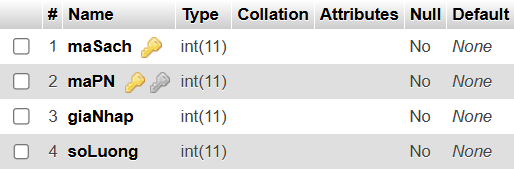 # Name Type Collation Attributes Null Default
1 maSach int(11) No None
2 maPN int(11) No None
3 giaNhap int(11) No None
4 soLuong int(11) No None